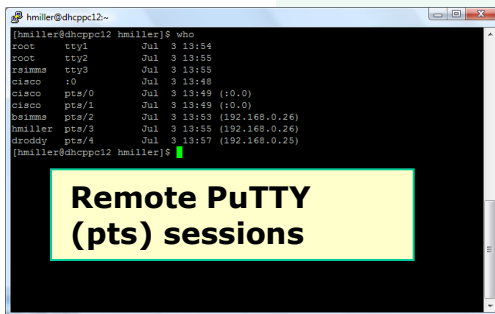 hmiller@dhcppc12:~
[hmiller@dhcppc12 hmiller]$ who
root     tty1         Jul  3 13:54
root     tty2         Jul  3 13:55
rsimms   tty3         Jul  3 13:55
cisco    :0           Jul  3 13:48
cisco    pts/0        Jul  3 13:49 (:0.0)
cisco    pts/1        Jul  3 13:49 (:0.0)
bsimms   pts/2        Jul  3 13:53 (192.168.0.26)
hmiller  pts/3        Jul  3 13:55 (192.168.0.26)
droddy   pts/4        Jul  3 13:57 (192.168.0.25)
[hmiller@dhcppc12 hmiller]$
Remote PuTTY
(pts) sessions